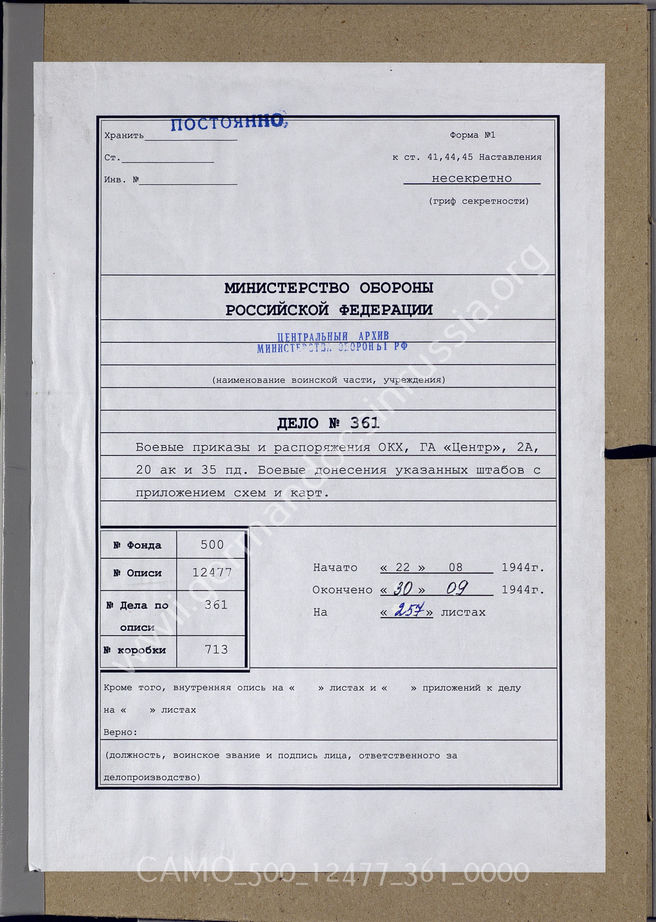 Хранить ПОСТОЯННО
Форма №1
Ст.
к ст. 41,44,45 Наставления
Инв. №
несекретно
(гриф секретности)
МИНИСТЕРСТВО ОБОРОНЫ
РОССИЙСКОЙ ФЕДЕРАЦИИ
ЦЕНТРАЛЬНЫЙ АРХИВ
МИНИСТЕРСТВА ОБОРОНЫ РФ
(наименование воинской части, учреждения)
ДЕЛО № 361
Боевые приказы и распоряжения ОКХ, ГА «Центр», 2А,
20 ак и 35 пд. Боевые донесения указанных штабов с
приложением схем и карт.
№ Фонда 500
№ Описи 12477
№ Дела по 361
описи
№ коробки 713
Начато « 22 » 08 1944г.
Окончено « 30 » 09 1944г.
На « 257 » листах
Кроме того, внутренняя опись на « » листах и « » приложений к делу
на « » листах
Верно:
(должность, воинское звание и подпись лица, ответственного за
делопроизводство)
www.germandocsinrussia.org
CAMO_500_12477_361_0000